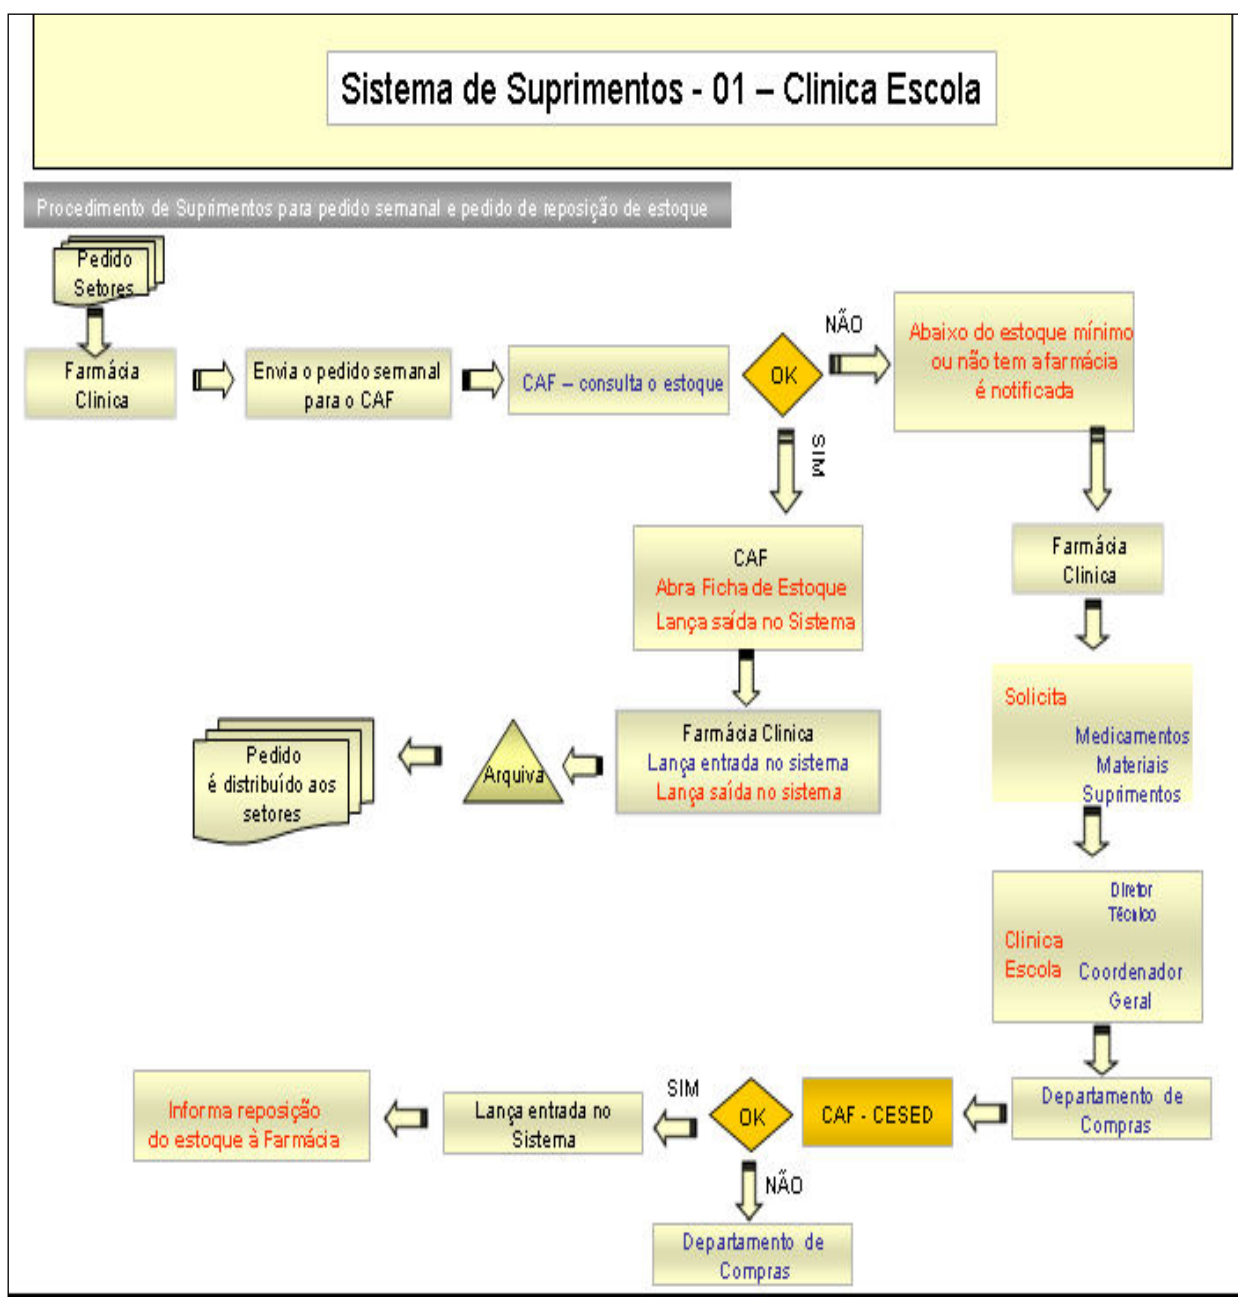 Sistema de Suprimentos - 01 – Clinica Escola
Procedimento de Suprimentos para pedido semanal e pedido de reposição de estoque
Pedido
Setores
Farmácia
Clinica
Envia o pedido semanal
para o CAF
CAF – consulta o estoque
OK
NÃO
Abaixo do estoque mínimo
ou não tem a farmácia
é notificada
SIM
CAF
Abra Ficha de Estoque
Lança saída no Sistema
Farmácia
Clinica
Solicita
Medicamentos
Materiais
Suprimentos
Farmácia Clinica
Lança entrada no sistema
Lança saída no sistema
Arquiva
Pedido
é distribuído aos
setores
Diretor
Técnico
Clinica
Escola
Coordenador
Geral
Departamento de
Compras
CAF - CESED
OK
SIM
Lança entrada no
Sistema
Informa reposição
do estoque à Farmácia
NÃO
Departamento de
Compras